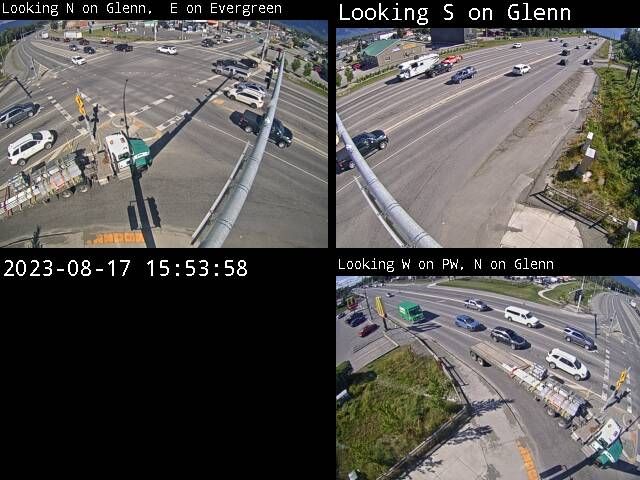 Looking N on Glenn, E on Evergreen
Looking S on Glenn
2023-08-17 15:53:58
Looking W on PW, N on Glenn